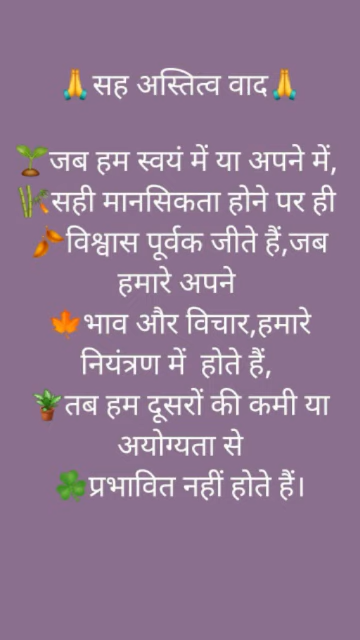 🙏सह अस्तित्व वाद🙏
🌱जब हम स्वयं में या अपने में,
🎋सही मानसिकता होने पर ही
🍂विश्वास पूर्वक जीते हैं,जब
हमारे अपने
🍁भाव और विचार,हमारे
नियंत्रण में होते हैं,
🪴तब हम दूसरों की कमी या
अयोग्यता से
☘️प्रभावित नहीं होते हैं।